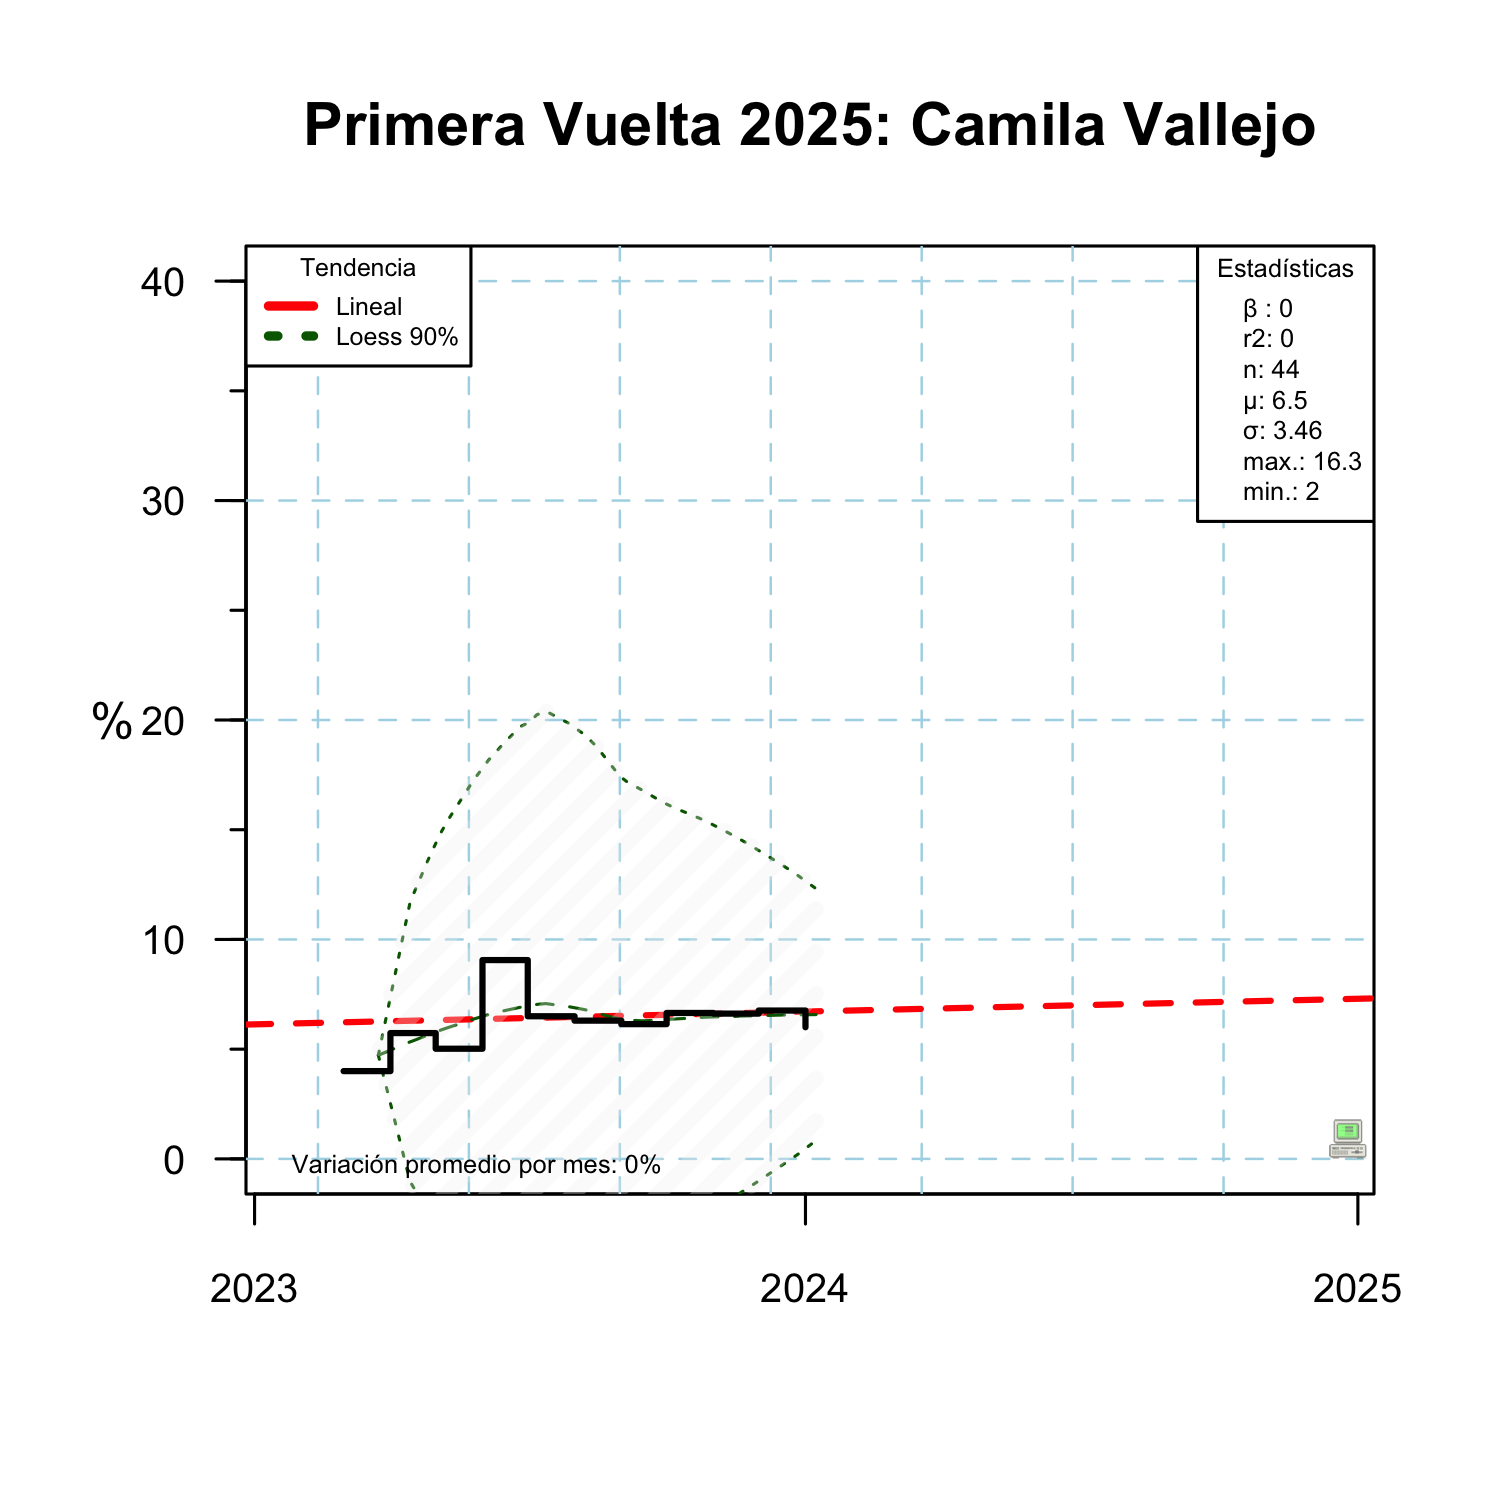 Primera Vuelta 2025: Camila Vallejo
Tendencia
Lineal
Loess 90%
Estadísticas
β : 0
r2: 0
n: 44
μ: 6.5
σ: 3.46
max.: 16.3
min.: 2
40
30
% 20
10
0
Variación promedio por mes: 0%
2023 2024 2025